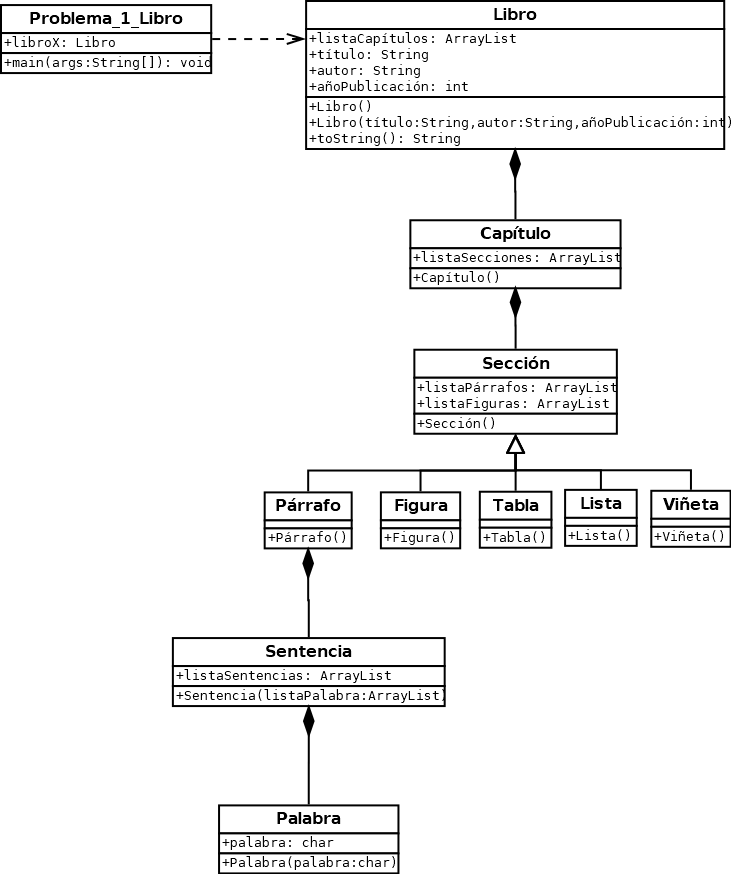 Problema_1_Libro
+libroX: Libro
+main(args:String[]): void
Libro
+listaCapítulos: ArrayList
+título: String
+autor: String
+añoPublicación: int
+Libro()
+Libro(título:String,autor:String,añoPublicación:int)
+toString(): String
Capítulo
+listaSecciones: ArrayList
+Capítulo()
Sección
+listaPárrafos: ArrayList
+listaFiguras: ArrayList
+Sección()
Párrafo
+Párrafo()
Figura
+Figura()
Tabla
+Tabla()
Lista
+Lista()
Viñeta
+Viñeta()
Sentencia
+listaSentencias: ArrayList
+Sentencia(listaPalabra:ArrayList)
Palabra
+palabra: char
+Palabra(palabra:char)